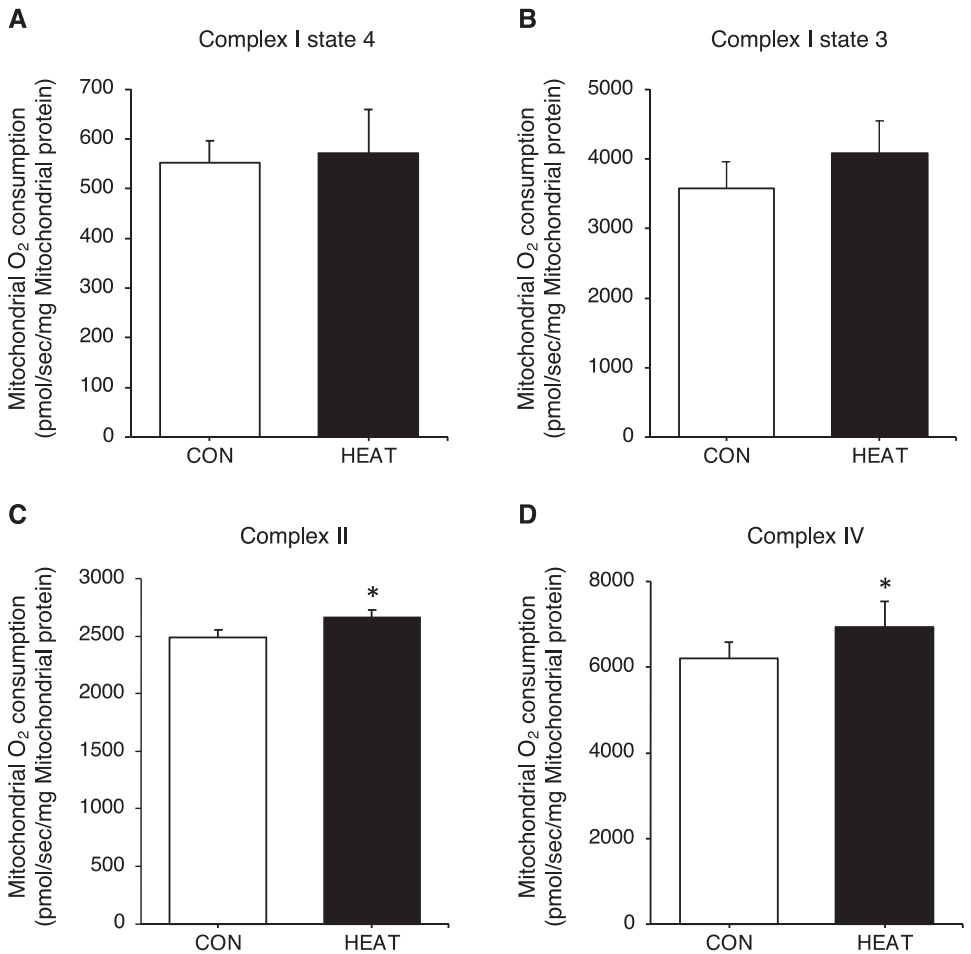 A
Complex I state 4
Mitochondrial O₂ consumption
(pmol/sec/mg Mitochondrial protein)
700
600
500
400
300
200
100
0
CON
HEAT
B
Complex I state 3
Mitochondrial O₂ consumption
(pmol/sec/mg Mitochondrial protein)
5000
4000
3000
2000
1000
0
CON
HEAT
C
Complex II
Mitochondrial O₂ consumption
(pmol/sec/mg Mitochondrial protein)
3000
2500
2000
1500
1000
500
0
*
CON
HEAT
D
Complex IV
Mitochondrial O₂ consumption
(pmol/sec/mg Mitochondrial protein)
8000
6000
4000
2000
0
*
CON
HEAT